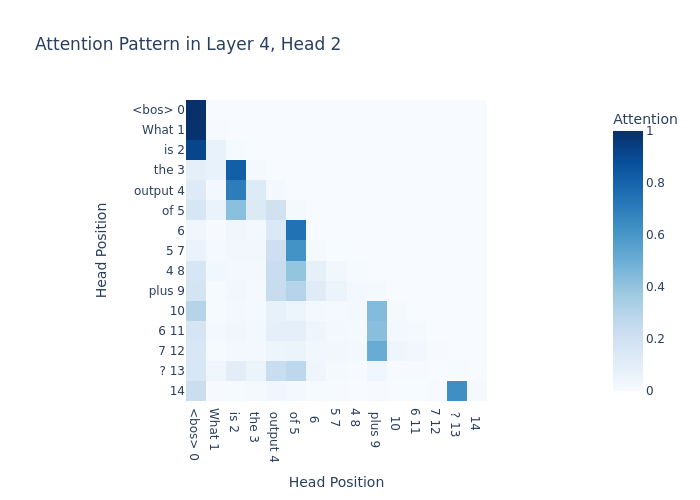 Attention Pattern in Layer 4, Head 2
Attention
<bos> 0
What 1
is 2
the 3
output 4
of 5
6
5 7
4 8
plus 9
10
6 11
7 12
? 13
14
Head Position
1
0.8
0.6
0.4
0.2
0
<bos> 0
What 1
is 2
the 3
output 4
of 5
6
5 7
4 8
plus 9
10
6 11
7 12
? 13
14
Head Position